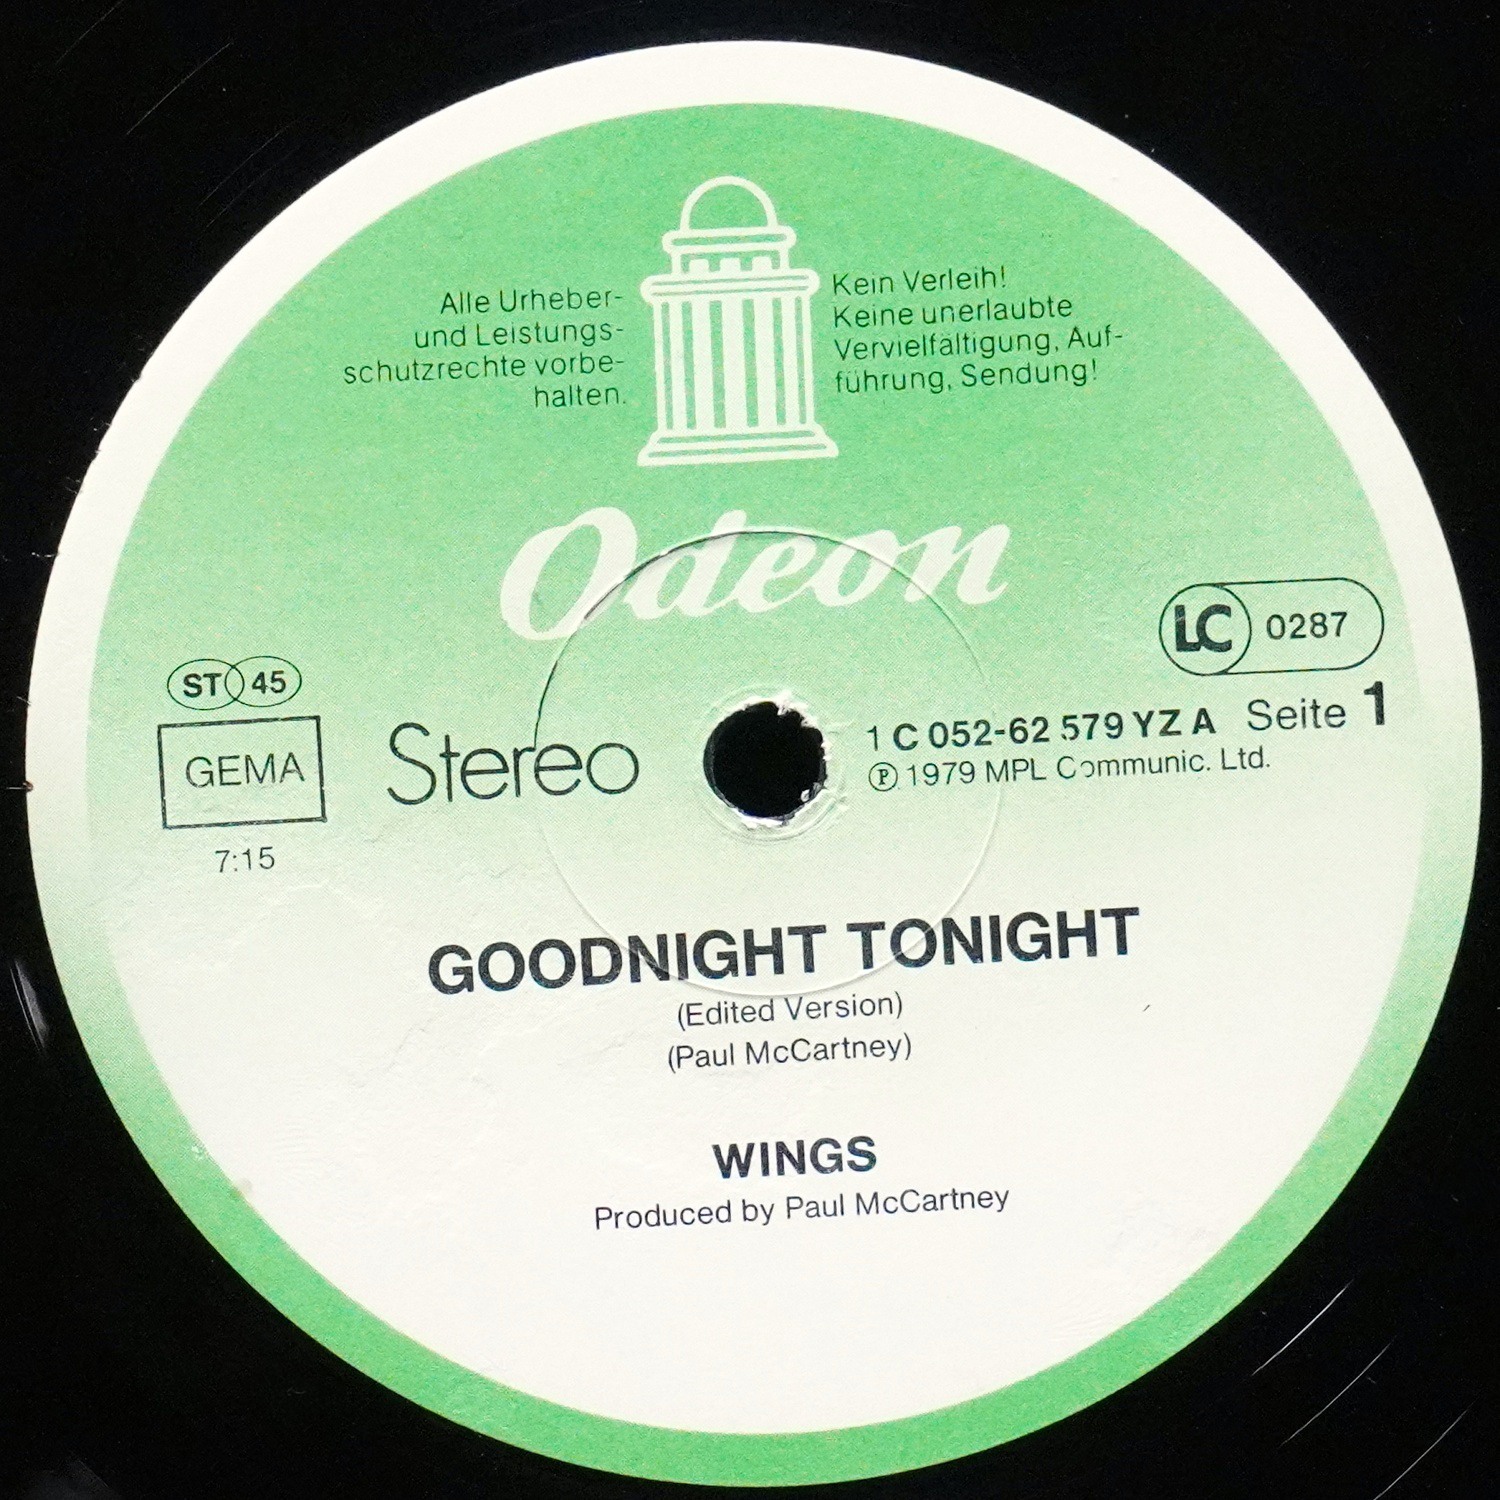 Alle Urheber-
und Leistungs-
schutzrechte vorbe-
halten.
Kein Verleih!
Keine unerlaubte
Vervielfältigung, Auf-
führung, Sendung!
Odeon
LC 0287
ST 45
GEMA
7:15
Stereo
1 C 052-62 579 YZ A Seite 1
℗ 1979 MPL Communic. Ltd.
GOODNIGHT TONIGHT
(Edited Version)
(Paul McCartney)
WINGS
Produced by Paul McCartney